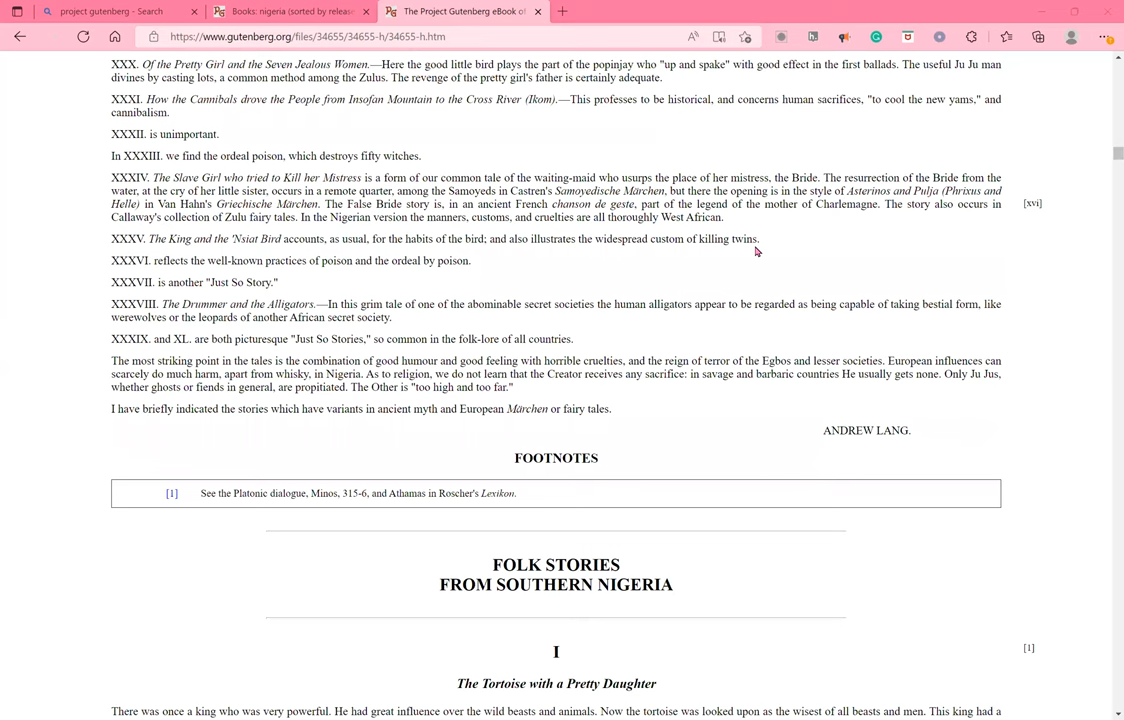 project gutenberg - Search
Books: nigeria (sorted by release
The Project Gutenberg eBook of
https://www.gutenberg.org/files/34655/34655-h/34655-h.htm
XXX. Of the Pretty Girl and the Seven Jealous Women.—Here the good little bird plays the part of the popinjay who "up and spake" with good effect in the first ballads. The useful Ju Ju man
divines by casting lots, a common method among the Zulus. The revenge of the pretty girl's father is certainly adequate.
XXXI. How the Cannibals drove the People from Insofan Mountain to the Cross River (Ikom).—This professes to be historical, and concerns human sacrifices, "to cool the new yams," and
cannibalism.
XXXII. is unimportant.
In XXXIII. we find the ordeal poison, which destroys fifty witches.
XXXIV. The Slave Girl who tried to Kill her Mistress is a form of our common tale of the waiting-maid who usurps the place of her mistress, the Bride. The resurrection of the Bride from the
water, at the cry of her little sister, occurs in a remote quarter, among the Samoyeds in Castren's Samoyedische Märchen, but there the opening is in the style of Asterinos and Pulja (Phrixus and
Helle) in Van Hahn's Griechische Märchen. The False Bride story is, in an ancient French chanson de geste, part of the legend of the mother of Charlemagne. The story also occurs in [xvi]
Callaway's collection of Zulu fairy tales. In the Nigerian version the manners, customs, and cruelties are all thoroughly West African.
XXXV. The King and the 'Nsiat Bird accounts, as usual, for the habits of the bird; and also illustrates the widespread custom of killing twins.
XXXVI. reflects the well-known practices of poison and the ordeal by poison.
XXXVII. is another "Just So Story."
XXXVIII. The Drummer and the Alligators.—In this grim tale of one of the abominable secret societies the human alligators appear to be regarded as being capable of taking bestial form, like
werewolves or the leopards of another African secret society.
XXXIX. and XL. are both picturesque "Just So Stories," so common in the folk-lore of all countries.
The most striking point in the tales is the combination of good humour and good feeling with horrible cruelties, and the reign of terror of the Egbos and lesser societies. European influences can
scarcely do much harm, apart from whisky, in Nigeria. As to religion, we do not learn that the Creator receives any sacrifice: in savage and barbaric countries He usually gets none. Only Ju Jus,
whether ghosts or fiends in general, are propitiated. The Other is "too high and too far."
I have briefly indicated the stories which have variants in ancient myth and European Märchen or fairy tales.
ANDREW LANG.
FOOTNOTES
[1] See the Platonic dialogue, Minos, 315-6, and Athamas in Roscher's Lexikon.
FOLK STORIES
FROM SOUTHERN NIGERIA
I [1]
The Tortoise with a Pretty Daughter
There was once a king who was very powerful. He had great influence over the wild beasts and animals. Now the tortoise was looked upon as the wisest of all beasts and men. This king had a